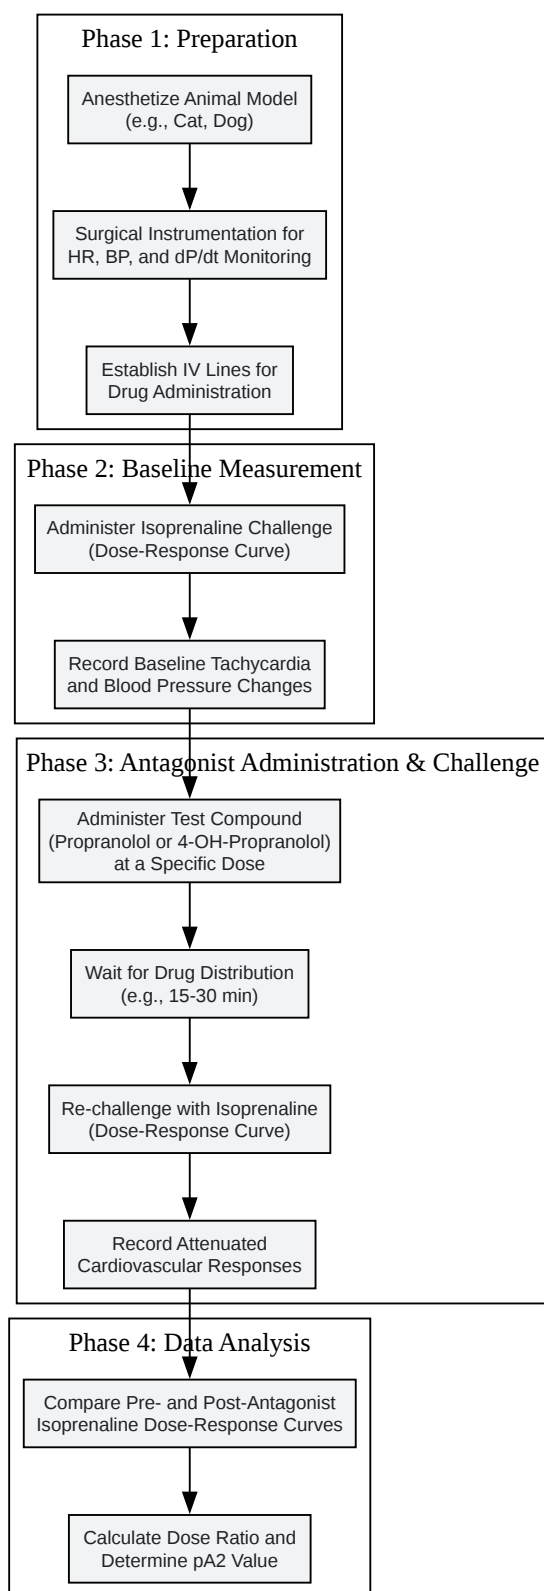 Phase 1: Preparation
Anesthetize Animal Model
(e.g., Cat, Dog)
Surgical Instrumentation for
HR, BP, and dP/dt Monitoring
Establish IV Lines for
Drug Administration
Phase 2: Baseline Measurement
Administer Isoprenaline Challenge
(Dose-Response Curve)
Record Baseline Tachycardia
and Blood Pressure Changes
Phase 3: Antagonist Administration & Challenge
Administer Test Compound
(Propranolol or 4-OH-Propranolol)
at a Specific Dose
Wait for Drug Distribution
(e.g., 15-30 min)
Re-challenge with Isoprenaline
(Dose-Response Curve)
Record Attenuated
Cardiovascular Responses
Phase 4: Data Analysis
Compare Pre- and Post-Antagonist
Isoprenaline Dose-Response Curves
Calculate Dose Ratio and
Determine pA2 Value